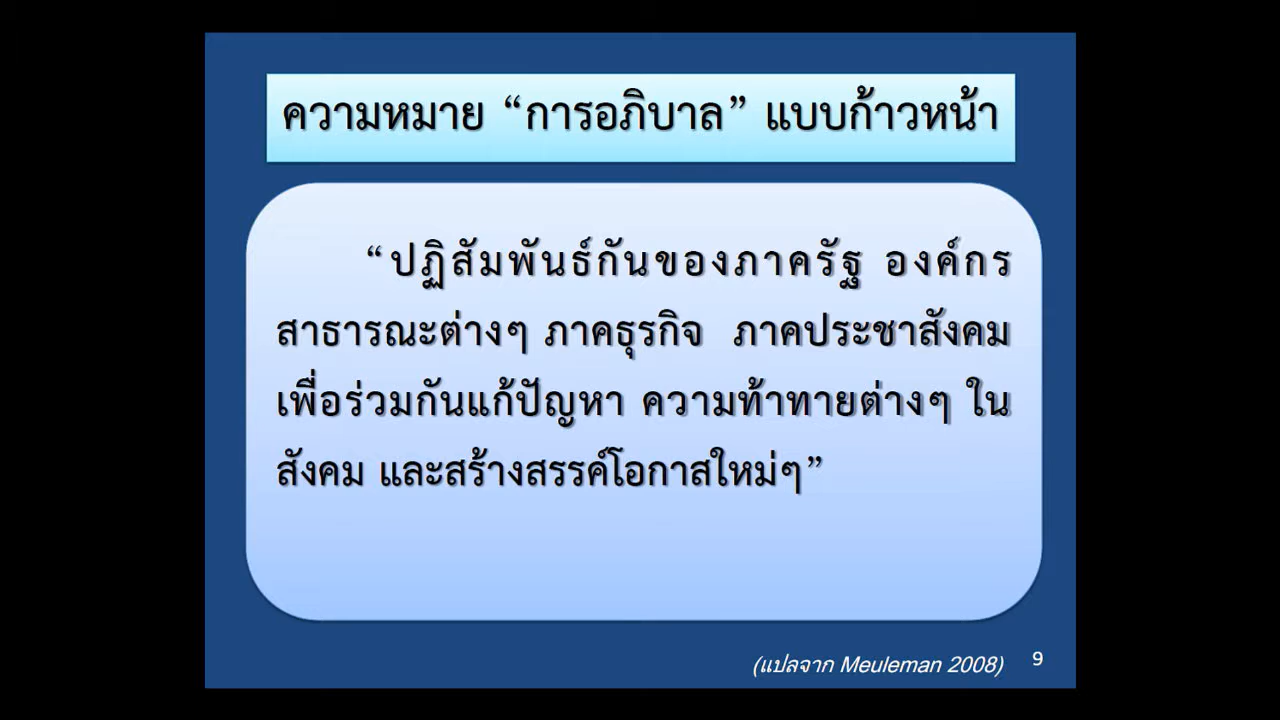 ความหมาย “การอภิบาล” แบบก้าวหน้า
“ปฏิสัมพันธ์กันของภาครัฐ องค์กร
สาธารณะต่างๆ ภาคธุรกิจ ภาคประชาสังคม
เพื่อร่วมกันแก้ปัญหา ความท้าทายต่างๆ ใน
สังคม และสร้างสรรค์โอกาสใหม่ๆ”
(แปลจาก Meuleman 2008)
9